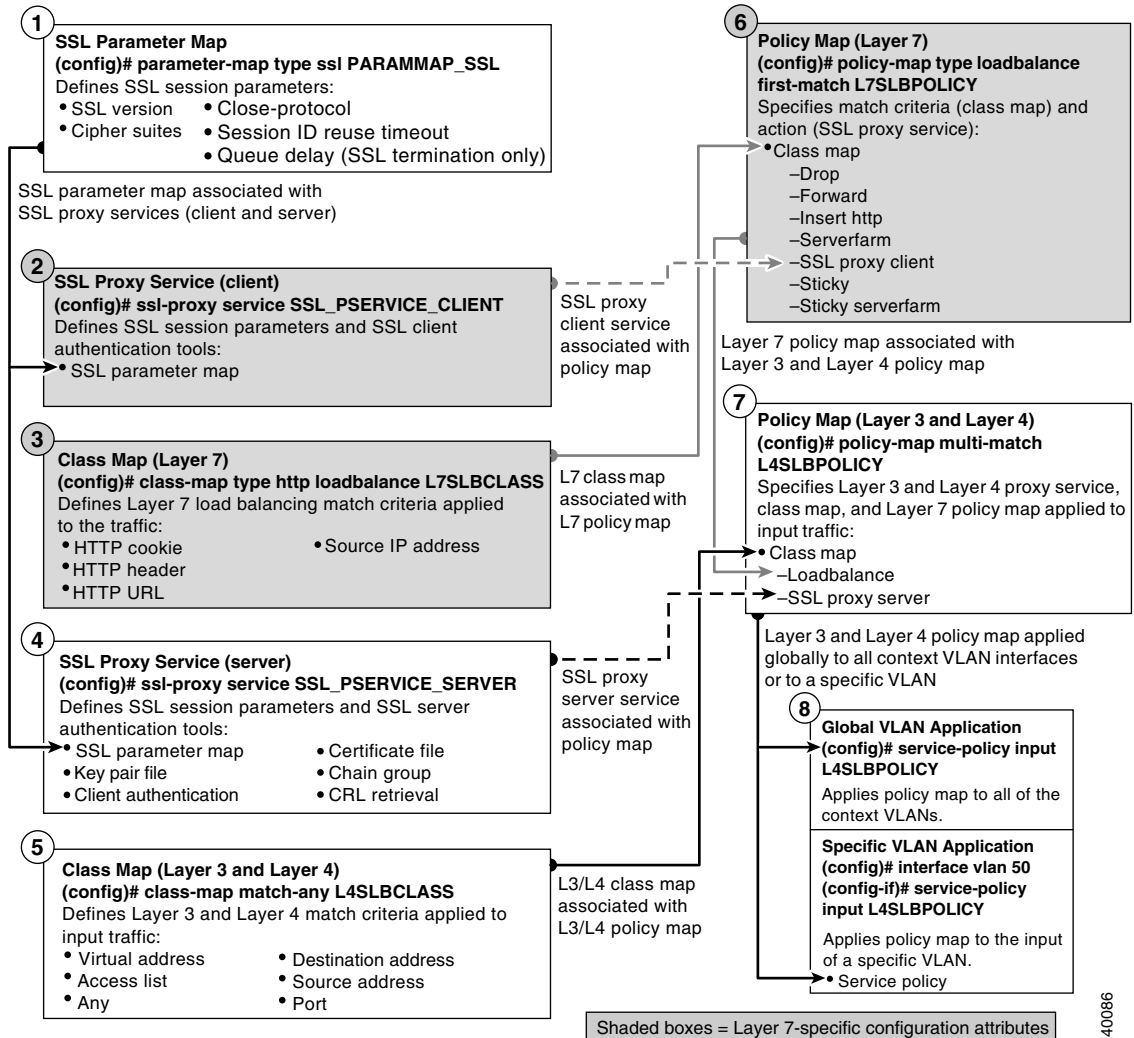 1
SSL Parameter Map
(config)# parameter-map type ssl PARAMMAP_SSL
Defines SSL session parameters:
• SSL version
• Cipher suites
• Close-protocol
• Session ID reuse timeout
• Queue delay (SSL termination only)
SSL parameter map associated with
SSL proxy services (client and server)
2
SSL Proxy Service (client)
(config)# ssl-proxy service SSL_PSERVICE_CLIENT
Defines SSL session parameters and SSL client
authentication tools:
• SSL parameter map
SSL proxy
client service
associated with
policy map
3
Class Map (Layer 7)
(config)# class-map type http loadbalance L7SLBCLASS
Defines Layer 7 load balancing match criteria applied
to the traffic:
• HTTP cookie
• HTTP header
• HTTP URL
• Source IP address
L7 class map
associated with
L7 policy map
4
SSL Proxy Service (server)
(config)# ssl-proxy service SSL_PSERVICE_SERVER
Defines SSL session parameters and SSL server
authentication tools:
• SSL parameter map
• Key pair file
• Client authentication
• Certificate file
• Chain group
• CRL retrieval
SSL proxy
server service
associated with
policy map
5
Class Map (Layer 3 and Layer 4)
(config)# class-map match-any L4SLBCLASS
Defines Layer 3 and Layer 4 match criteria applied to
input traffic:
• Virtual address
• Access list
• Any
• Destination address
• Source address
• Port
L3/L4 class map
associated with
L3/L4 policy map
6
Policy Map (Layer 7)
(config)# policy-map type loadbalance
first-match L7SLBPOLICY
Specifies match criteria (class map) and
action (SSL proxy service):
• Class map
–Drop
–Forward
–Insert http
–Serverfarm
–SSL proxy client
–Sticky
–Sticky serverfarm
Layer 7 policy map associated with
Layer 3 and Layer 4 policy map
7
Policy Map (Layer 3 and Layer 4)
(config)# policy-map multi-match
L4SLBPOLICY
Specifies Layer 3 and Layer 4 proxy service,
class map, and Layer 7 policy map applied to
input traffic:
• Class map
–Loadbalance
–SSL proxy server
Layer 3 and Layer 4 policy map applied
globally to all context VLAN interfaces
or to a specific VLAN
8
Global VLAN Application
(config)# service-policy input
L4SLBPOLICY
Applies policy map to all of the
context VLANs.
Specific VLAN Application
(config)# interface vlan 50
(config-if)# service-policy
input L4SLBPOLICY
Applies policy map to the input
of a specific VLAN.
• Service policy
Shaded boxes = Layer 7-specific configuration attributes
40086